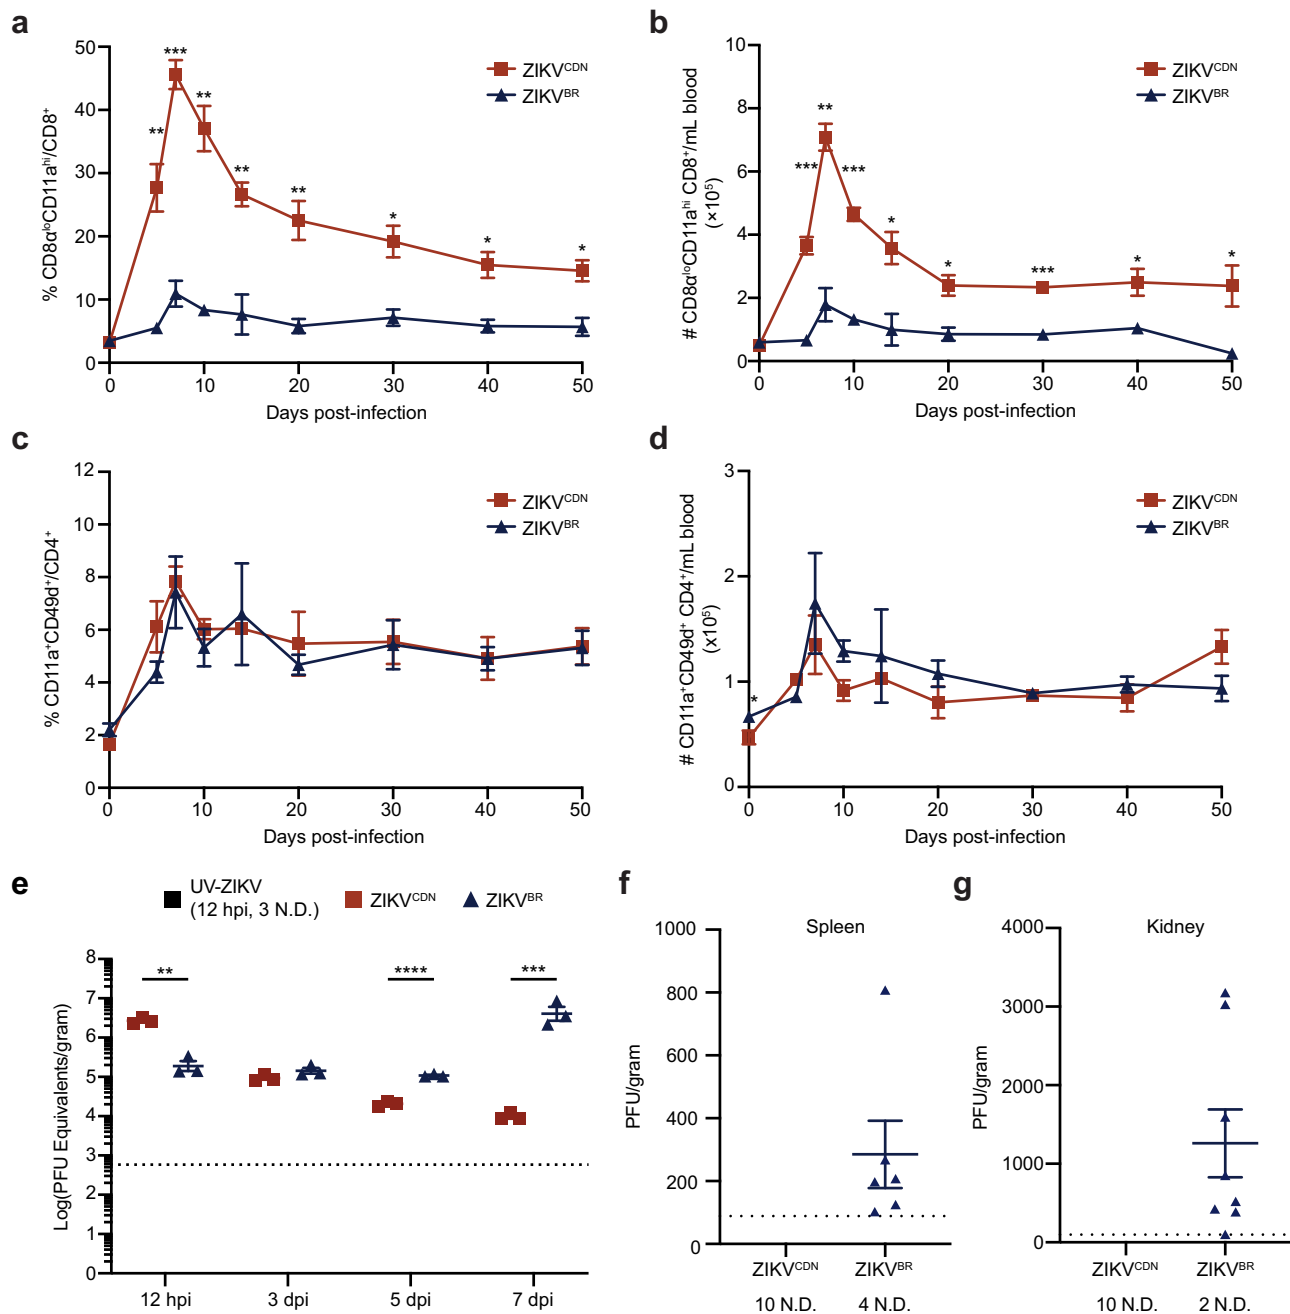 a
% CD8α^lo CD11a^hi/CD8⁺
50
40
30
20
10
0
***
**
**
**
**
*
*
*
ZIKV^CDN
ZIKV^BR
0 10 20 30 40 50
Days post-infection
b
# CD8α^lo CD11a^hi CD8⁺/mL blood
(×10⁵)
10
8
6
4
2
0
**
***
***
*
*
***
*
*
ZIKV^CDN
ZIKV^BR
0 10 20 30 40 50
Days post-infection
c
% CD11a⁺CD49d⁺/CD4⁺
12
10
8
6
4
2
0
ZIKV^CDN
ZIKV^BR
0 10 20 30 40 50
Days post-infection
d
# CD11a⁺CD49d⁺ CD4⁺/mL blood
(x10⁵)
3
2
1
0
*
ZIKV^CDN
ZIKV^BR
0 10 20 30 40 50
Days post-infection
e
UV-ZIKV
(12 hpi, 3 N.D.)
ZIKV^CDN
ZIKV^BR
Log(PFU Equivalents/gram)
8
7
6
5
4
3
2
1
0
**
****
***
12 hpi 3 dpi 5 dpi 7 dpi
f
Spleen
PFU/gram
1000
800
600
400
200
0
ZIKV^CDN ZIKV^BR
10 N.D. 4 N.D.
g
Kidney
PFU/gram
4000
3000
2000
1000
0
ZIKV^CDN ZIKV^BR
10 N.D. 2 N.D.